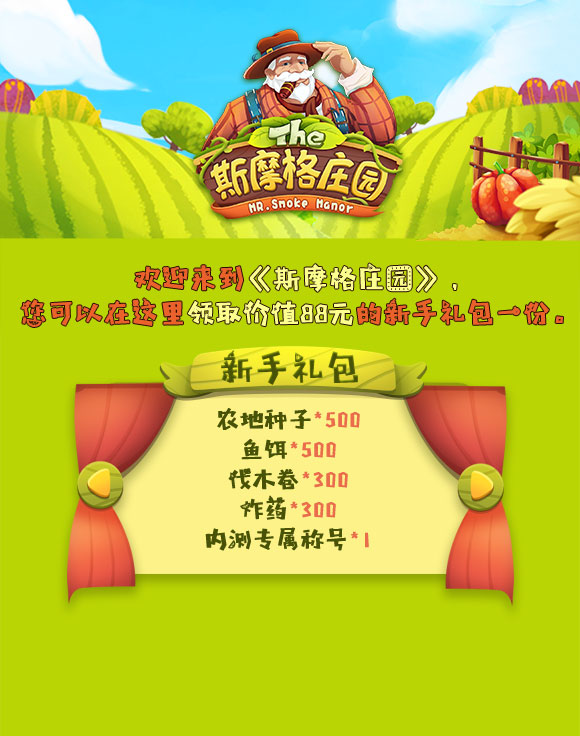 The
斯摩格庄园
MR.Smoke Manor
欢迎来到《斯摩格庄园》,
您可以在这里领取价值88元的新手礼包一份。
新手礼包
农地种子*500
鱼饵*500
伐木卷*300
炸药*300
内测专属称号*1